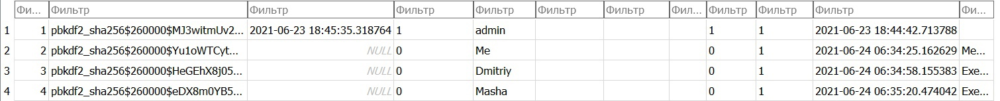 Фи... Фильтр Фильтр Фильтр Фильтр Фильтр Фильтр Фил... Фильтр Фильтр Фильтр Фи...
1 1 pbkdf2_sha256$260000$MJ3witmUv2... 2021-06-23 18:45:35.318764 1 admin 1 1 2021-06-23 18:44:42.713788
2 2 pbkdf2_sha256$260000$Yu1oWTCyt... NULL 0 Me 0 1 2021-06-24 06:34:25.162629 Me...
3 3 pbkdf2_sha256$260000$HeGEhX8j05... NULL 0 Dmitriy 0 1 2021-06-24 06:34:58.155383 Exe...
4 4 pbkdf2_sha256$260000$eDX8m0YB5... NULL 0 Masha 0 1 2021-06-24 06:35:20.474042 Exe...